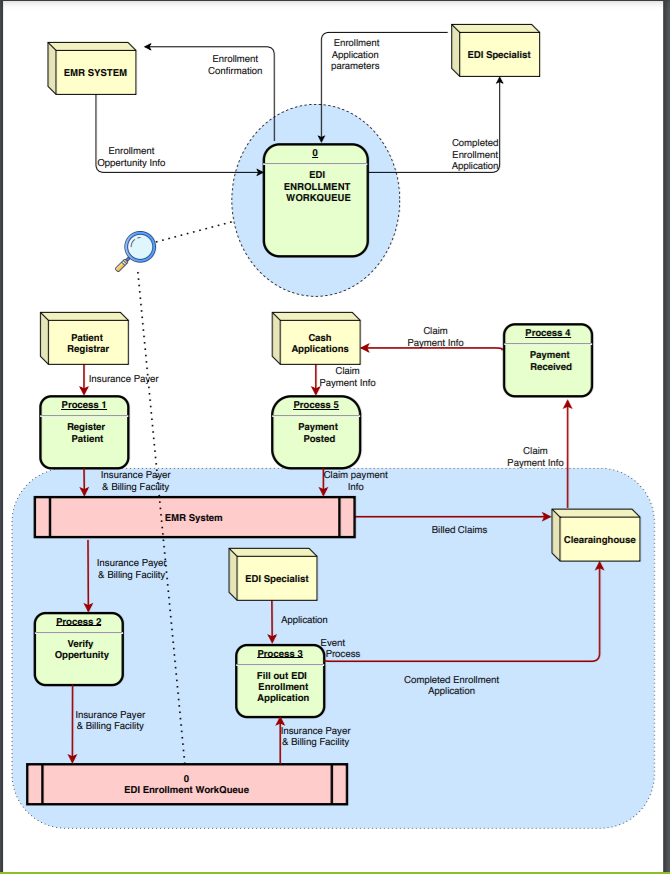 EMR SYSTEM
Enrollment
Confirmation
Enrollment
Application
parameters
EDI Specialist
Enrollment
Oppertunity Info
0
EDI
ENROLLMENT
WORKQUEUE
Completed
Enrollment
Application
Patient
Registrar
Cash
Applications
Claim
Payment Info
Process 4
Payment
Received
Insurance Payer
Claim
Payment Info
Process 1
Register
Patient
Process 5
Payment
Posted
Claim
Payment Info
Insurance Payer
& Billing Facility
Claim payment
Info
EMR System
Billed Claims
Clearainghouse
Insurance Payer
& Billing Facility
EDI Specialist
Application
Process 2
Verify
Oppertunity
Event
Process
Process 3
Fill out EDI
Enrollment
Application
Completed Enrollment
Application
Insurance Payer
& Billing Facility
Insurance Payer
& Billing Facility
0
EDI Enrollment WorkQueue